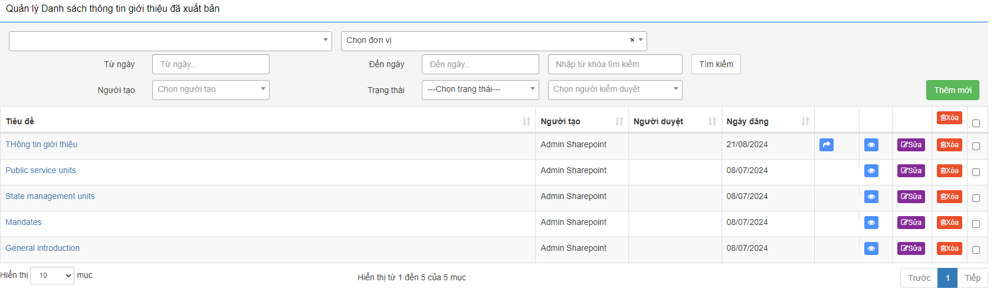 Quản lý Danh sách thông tin giới thiệu đã xuất bản
Chọn đơn vị ×
Từ ngày Từ ngày... Đến ngày Đến ngày... Nhập từ khóa tìm kiếm Tìm kiếm
Người tạo Chọn người tạo Trạng thái ---Chọn trạng thái--- Chọn người kiểm duyệt Thêm mới
Tiêu đề Người tạo Người duyệt Ngày đăng Xóa
THông tin giới thiệu Admin Sharepoint 21/08/2024 Sửa Xóa
Public service units Admin Sharepoint 08/07/2024 Sửa Xóa
State management units Admin Sharepoint 08/07/2024 Sửa Xóa
Mandates Admin Sharepoint 08/07/2024 Sửa Xóa
General introduction Admin Sharepoint 08/07/2024 Sửa Xóa
Hiển thị 10 mục Hiển thị từ 1 đến 5 của 5 mục Trước 1 Tiếp